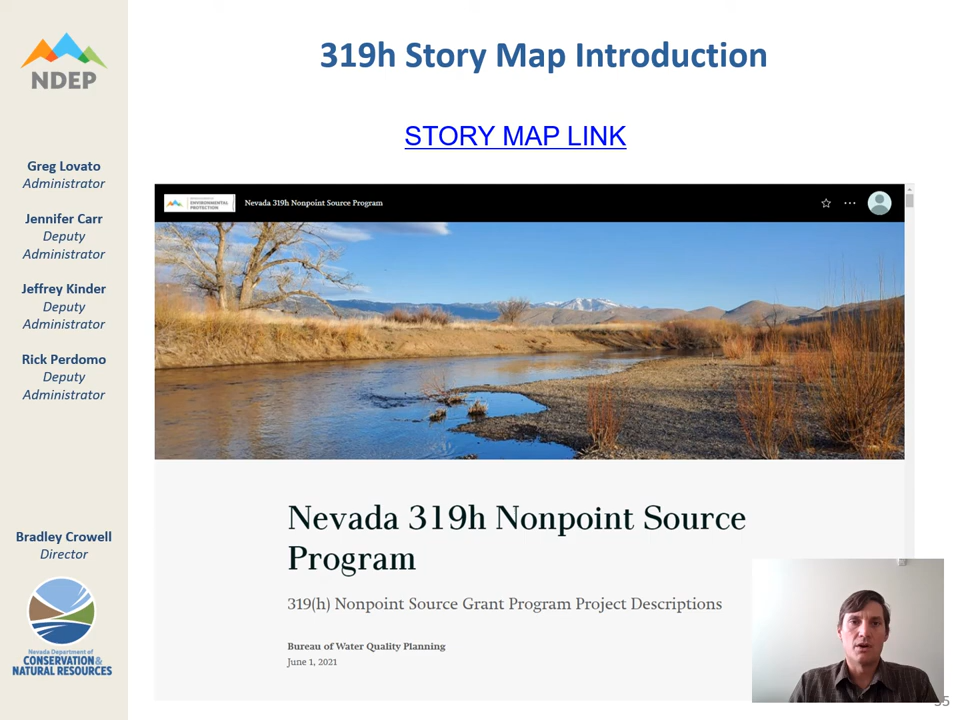 319h Story Map Introduction
STORY MAP LINK
NDEP
Greg Lovato
Administrator
Jennifer Carr
Deputy
Administrator
Jeffrey Kinder
Deputy
Administrator
Rick Perdomo
Deputy
Administrator
Bradley Crowell
Director
Nevada Department of
CONSERVATION &
NATURAL RESOURCES
ENVIRONMENTAL
PROTECTION
Nevada 319h Nonpoint Source Program
Nevada 319h Nonpoint Source
Program
319(h) Nonpoint Source Grant Program Project Descriptions
Bureau of Water Quality Planning
June 1, 2021